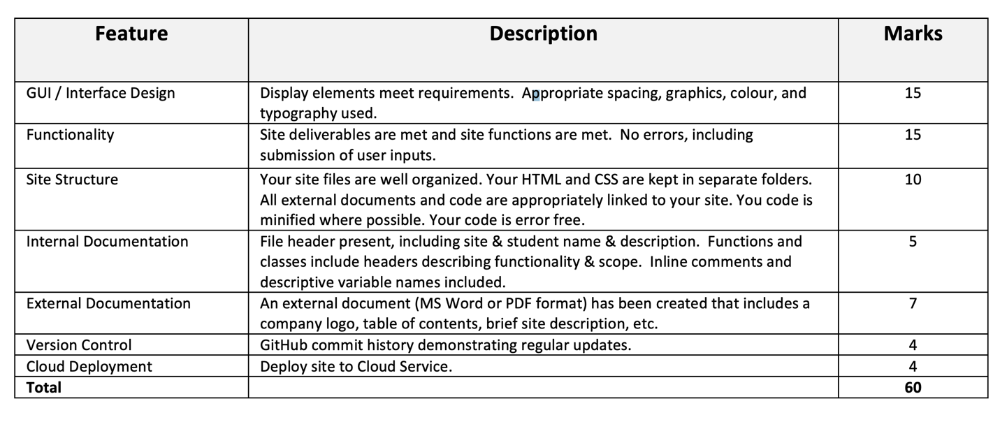 Feature Description Marks
GUI / Interface Design Display elements meet requirements.  Appropriate spacing, graphics, colour, and 15
typography used.
Functionality Site deliverables are met and site functions are met.  No errors, including 15
submission of user inputs.
Site Structure Your site files are well organized. Your HTML and CSS are kept in separate folders. 10
All external documents and code are appropriately linked to your site. You code is
minified where possible. Your code is error free.
Internal Documentation File header present, including site & student name & description.  Functions and 5
classes include headers describing functionality & scope.  Inline comments and
descriptive variable names included.
External Documentation An external document (MS Word or PDF format) has been created that includes a 7
company logo, table of contents, brief site description, etc.
Version Control GitHub commit history demonstrating regular updates. 4
Cloud Deployment Deploy site to Cloud Service. 4
Total 60